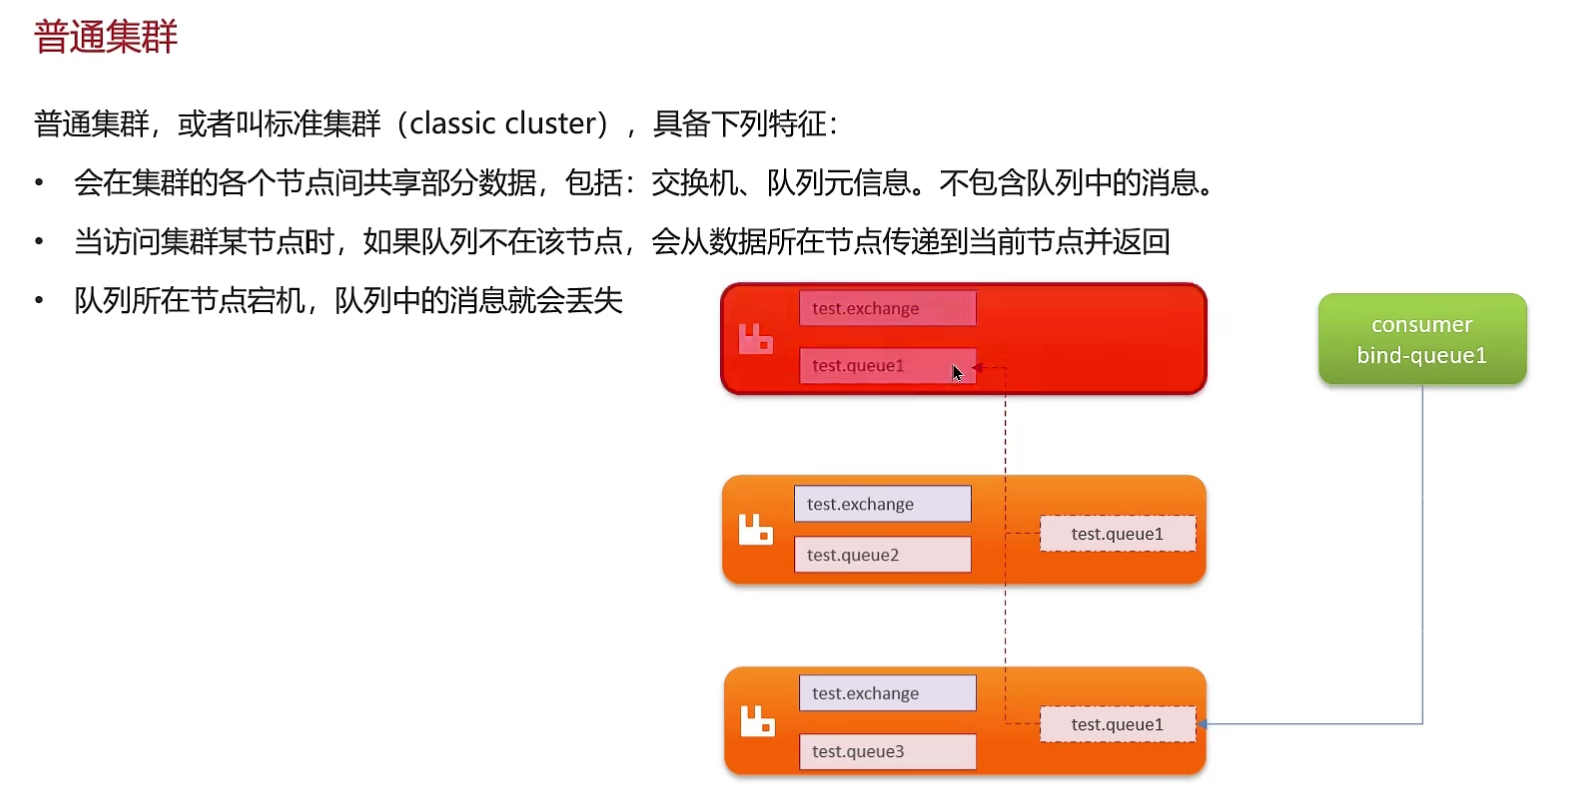 普通集群
普通集群，或者叫标准集群（classic cluster），具备下列特征：
• 会在集群的各个节点间共享部分数据，包括：交换机、队列元信息。不包含队列中的消息。
• 当访问集群某节点时，如果队列不在该节点，会从数据所在节点传递到当前节点并返回
• 队列所在节点宕机，队列中的消息就会丢失
test.exchange
test.queue1
consumer
bind-queue1
test.exchange
test.queue2
test.queue1
test.exchange
test.queue3
test.queue1